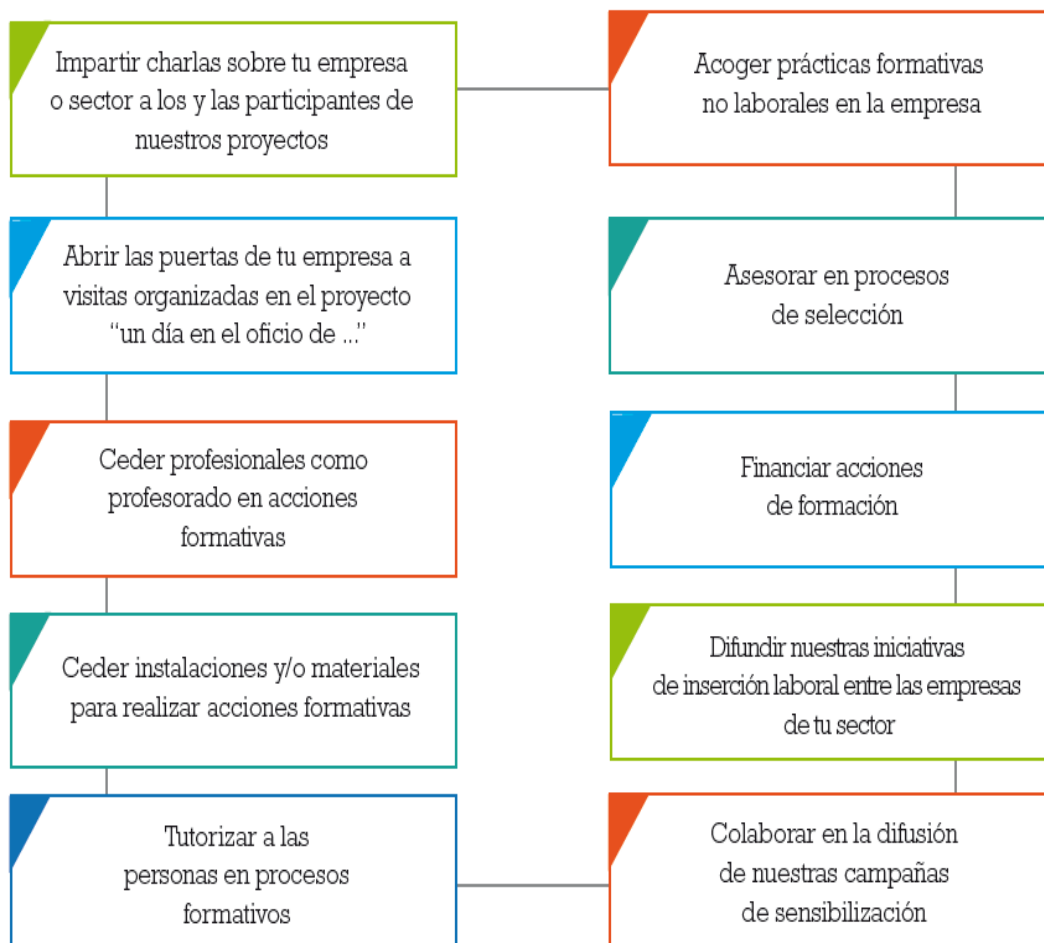 Impartir charlas sobre tu empresa
o sector a los y las participantes de
nuestros proyectos
Abrir las puertas de tu empresa a
visitas organizadas en el proyecto
“un día en el oficio de ...”
Ceder profesionales como
profesorado en acciones
formativas
Ceder instalaciones y/o materiales
para realizar acciones formativas
Tutorizar a las
personas en procesos
formativos
Acoger prácticas formativas
no laborales en la empresa
Asesorar en procesos
de selección
Financiar acciones
de formación
Difundir nuestras iniciativas
de inserción laboral entre las empresas
de tu sector
Colaborar en la difusión
de nuestras campañas
de sensibilización